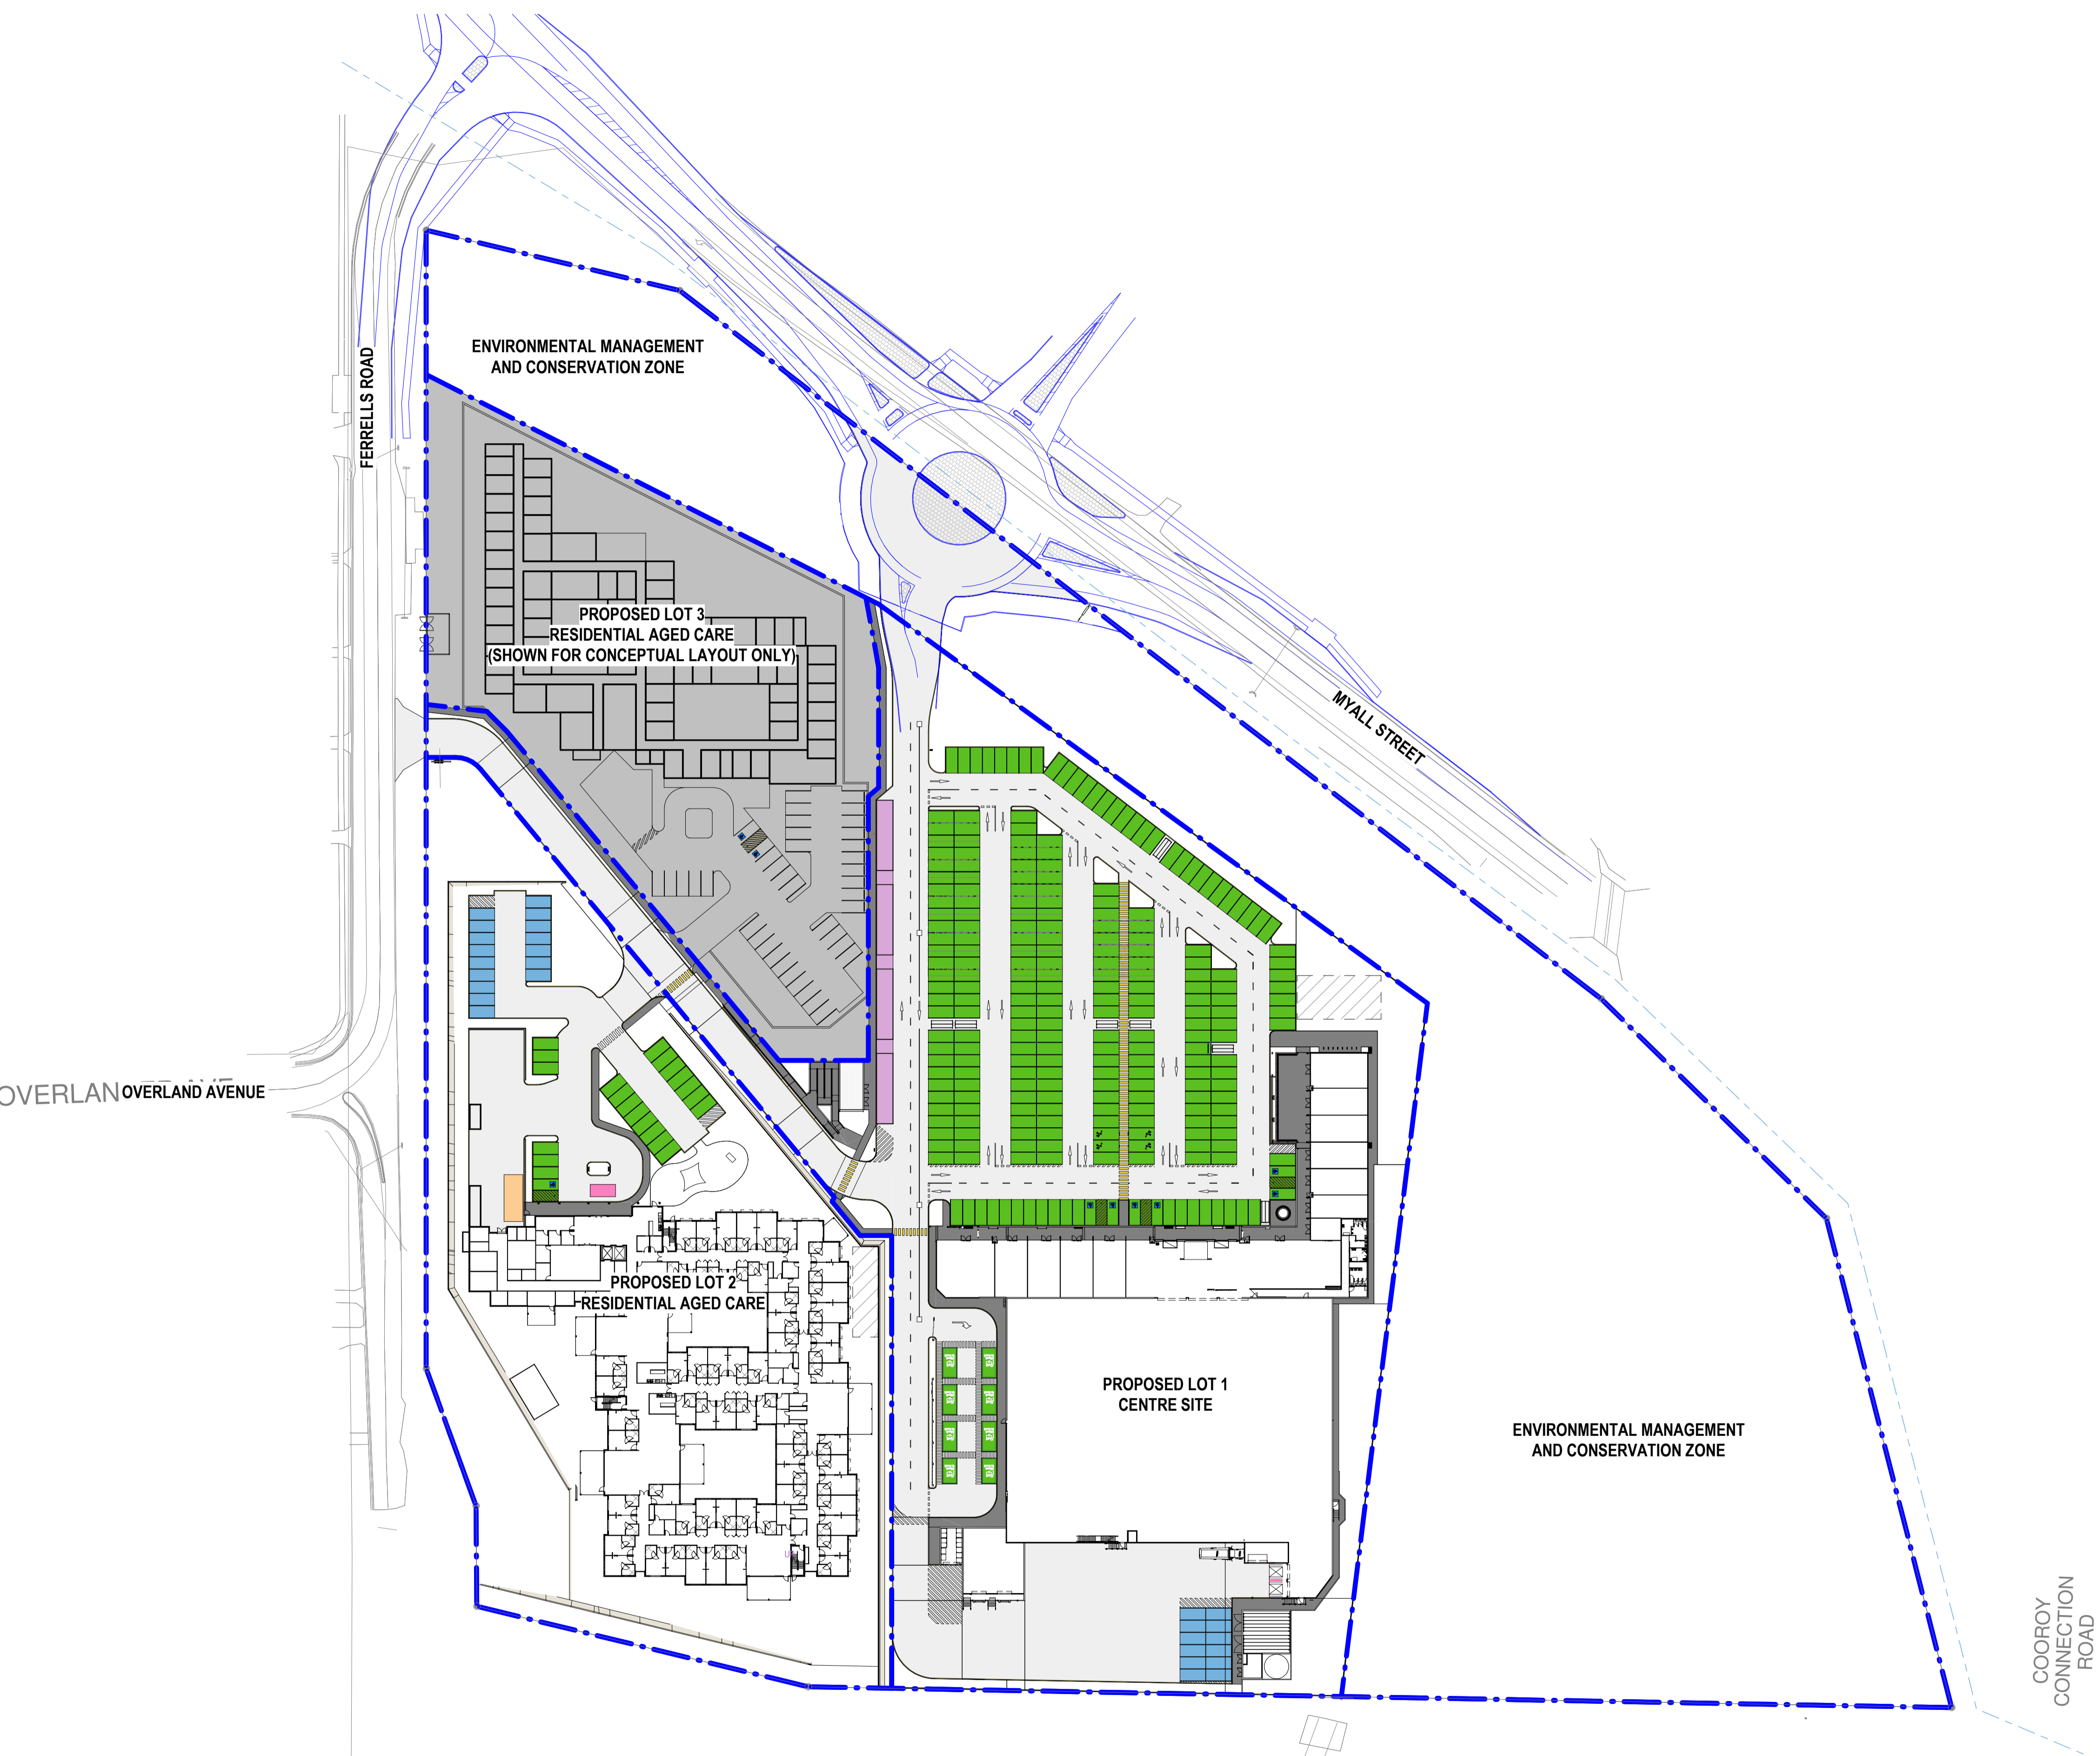 ENVIRONMENTAL MANAGEMENT
AND CONSERVATION ZONE
FERRELLS ROAD
PROPOSED LOT 3
RESIDENTIAL AGED CARE
(SHOWN FOR CONCEPTUAL LAYOUT ONLY)
MYALL STREET
OVERLAN
OVERLAND AVENUE
PROPOSED LOT 2
RESIDENTIAL AGED CARE
PROPOSED LOT 1
CENTRE SITE
ENVIRONMENTAL MANAGEMENT
AND CONSERVATION ZONE
COOROY
CONNECTION
ROAD